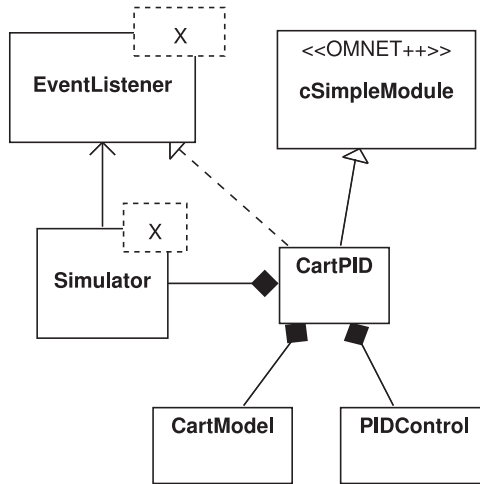 X
<<OMNET++>>
EventListener
cSimpleModule
X
Simulator
CartPID
CartModel
PIDControl